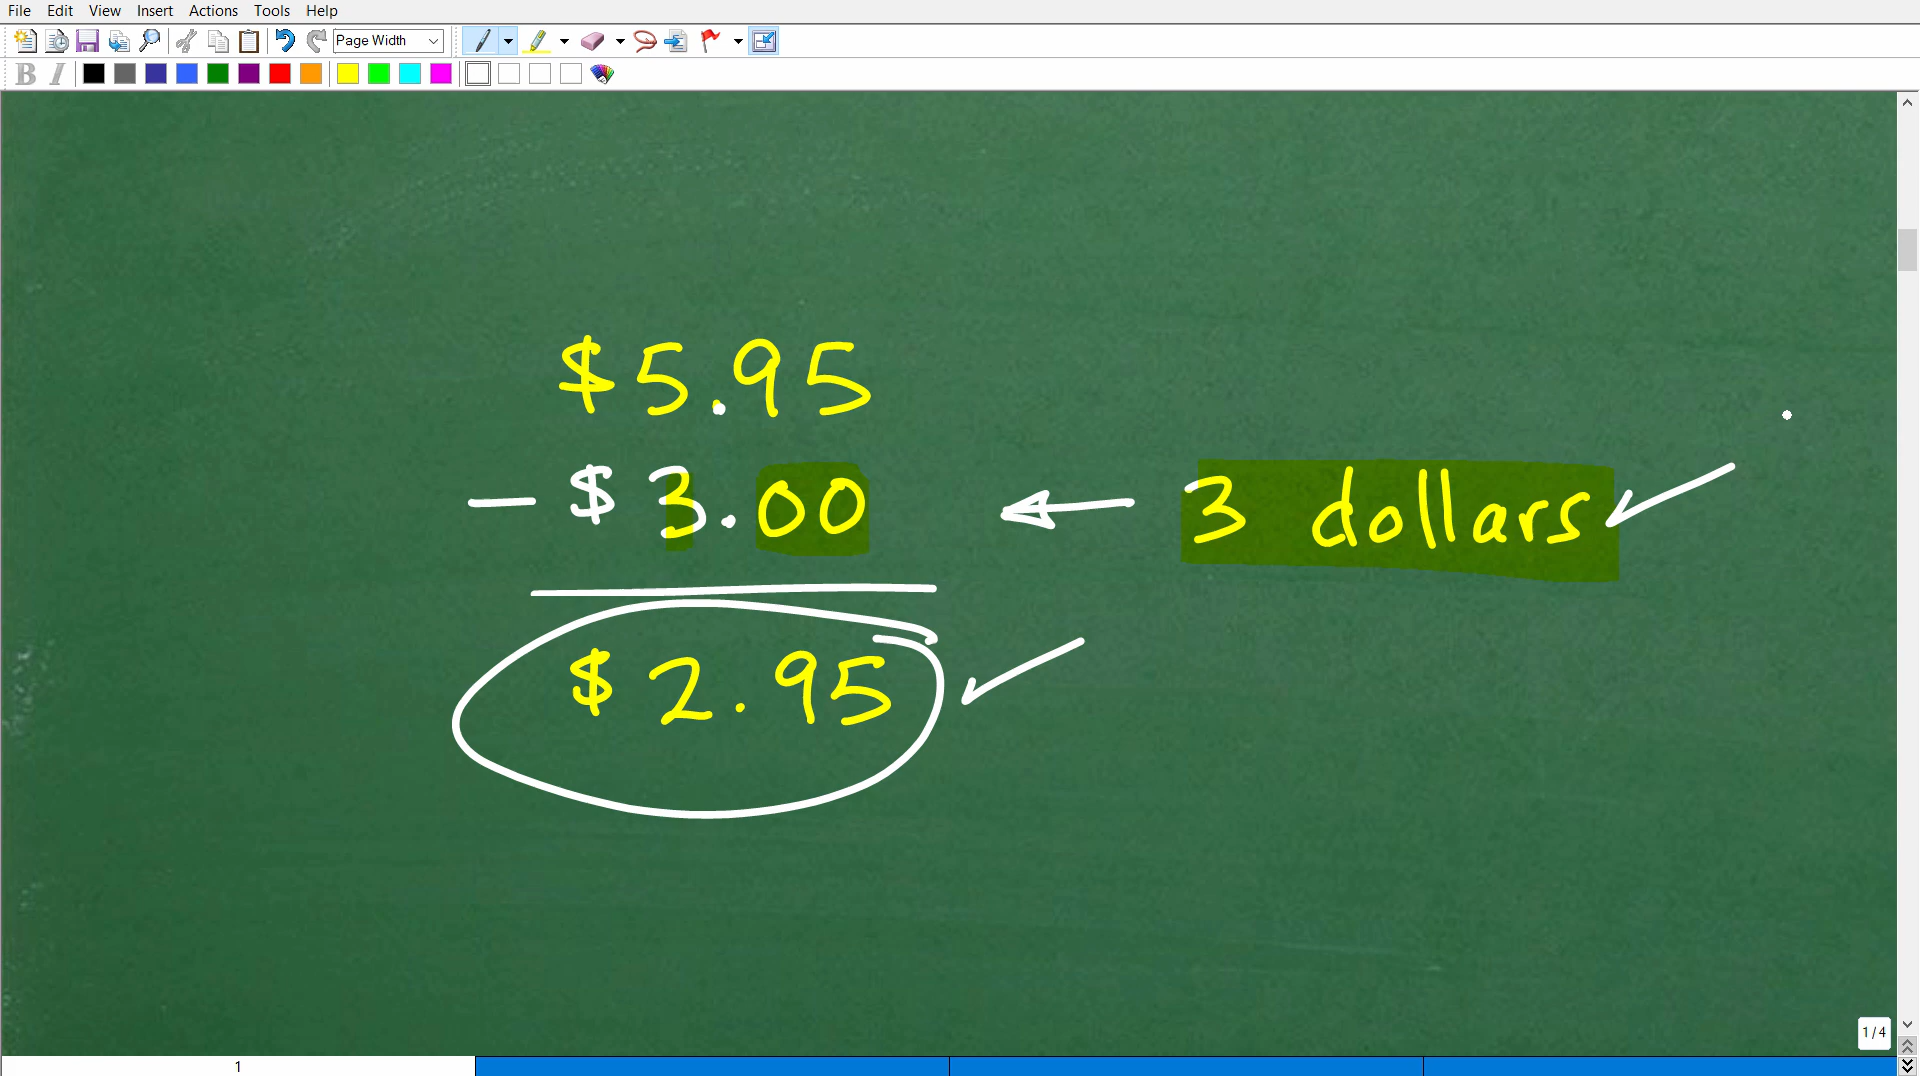 File Edit View Insert Actions Tools Help
Page Width
B I
$5.95
- $3.00 ← 3 dollars
$2.95
1 / 4
1